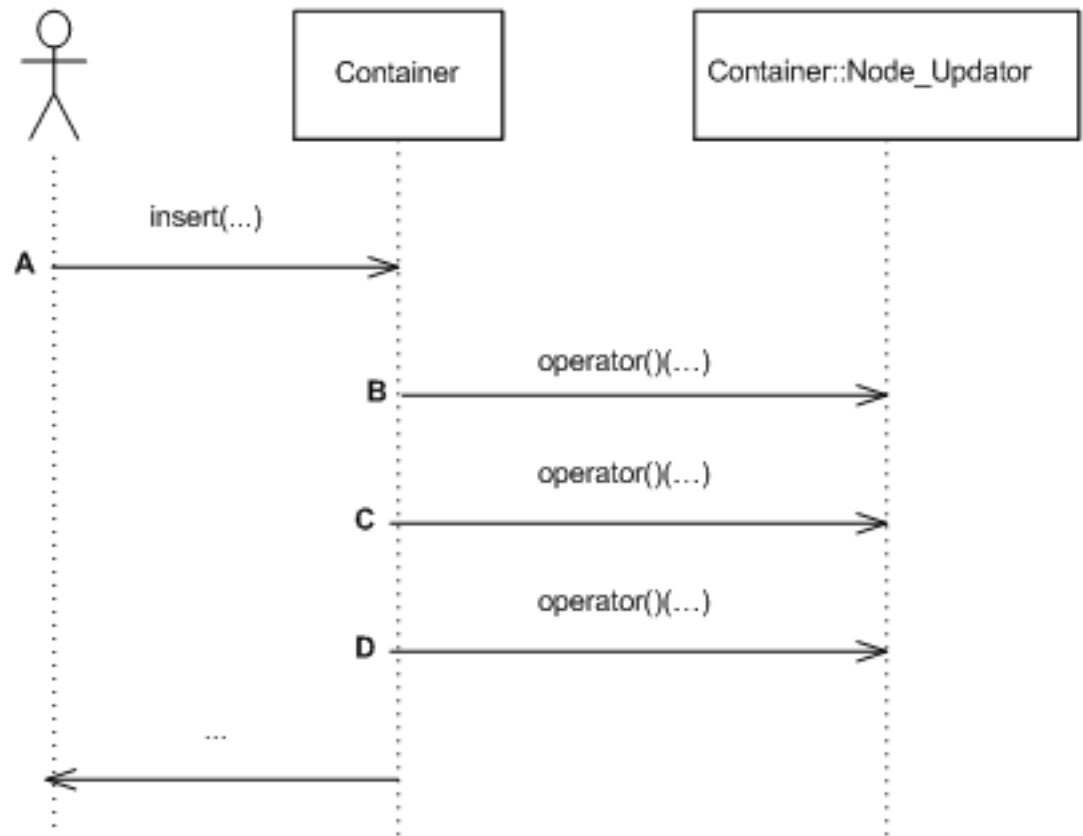 Container
Container::Node_Updator
insert(...)
A
operator()(...)
B
operator()(...)
C
operator()(...)
D
...